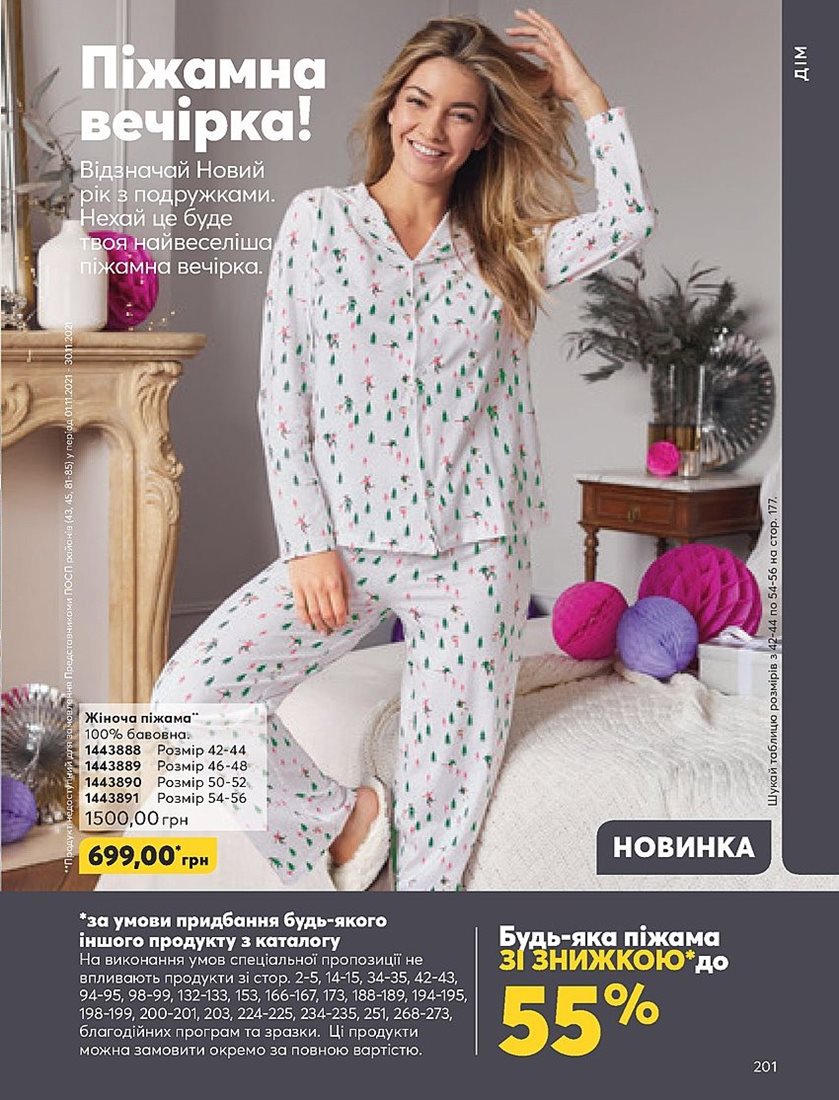 ДІМ
Піжамна
вечірка!
Відзначай Новий
рік з подружками.
Нехай це буде
твоя найвеселіша
піжамна вечірка.
**Продукт недоступний для замовлення Представниками ПОСП районів (43, 45, 81-85) у період 01.11.2021 - 30.11.2021
Шукай таблицю розмірів з 42-44 по 54-56 на стор. 177.
Жіноча піжама**
100% бавовна.
1443888 Розмір 42-44
1443889 Розмір 46-48
1443890 Розмір 50-52
1443891 Розмір 54-56
1500,00 грн
699,00* грн
НОВИНКА
*за умови придбання будь-якого
іншого продукту з каталогу
На виконання умов спеціальної пропозиції не
впливають продукти зі стор. 2-5, 14-15, 34-35, 42-43,
94-95, 98-99, 132-133, 153, 166-167, 173, 188-189, 194-195,
198-199, 200-201, 203, 224-225, 234-235, 251, 268-273,
благодійних програм та зразки. Ці продукти
можна замовити окремо за повною вартістю.
Будь-яка піжама
ЗІ ЗНИЖКОЮ* до
55%
201